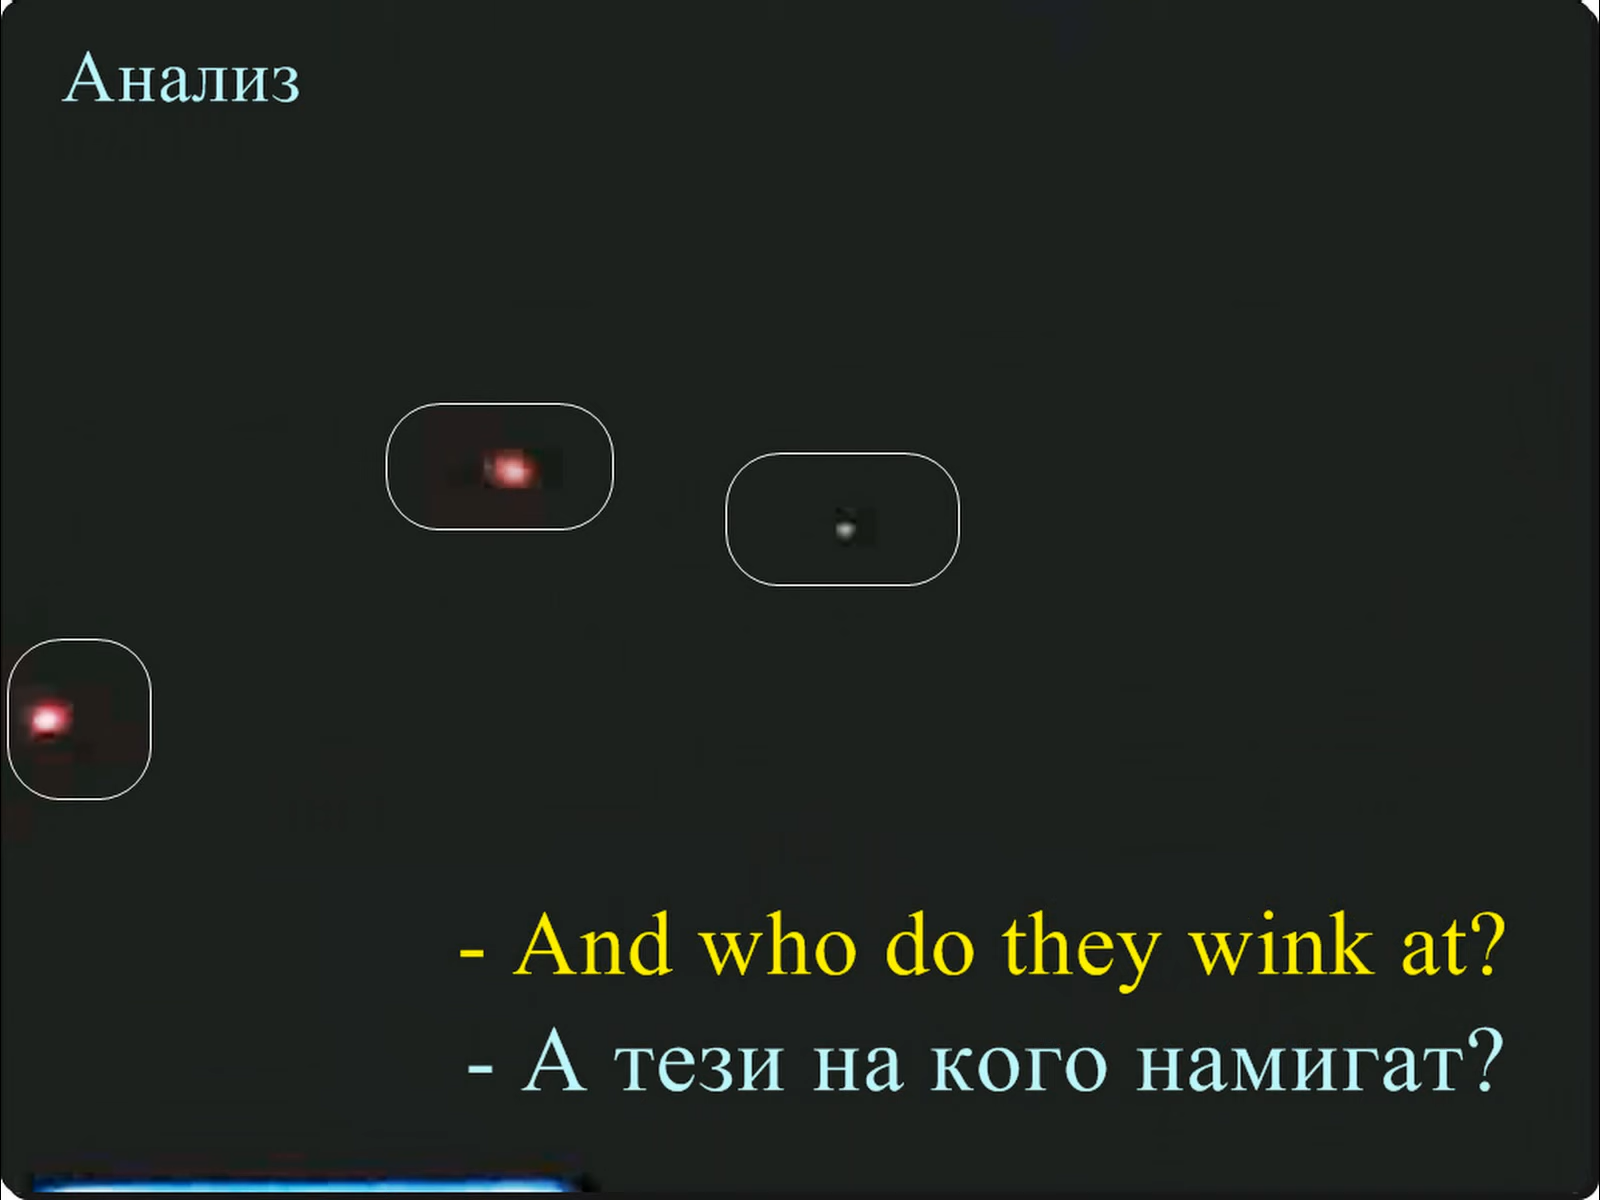 Анализ
- And who do they wink at?
- А тези на кого намигат?